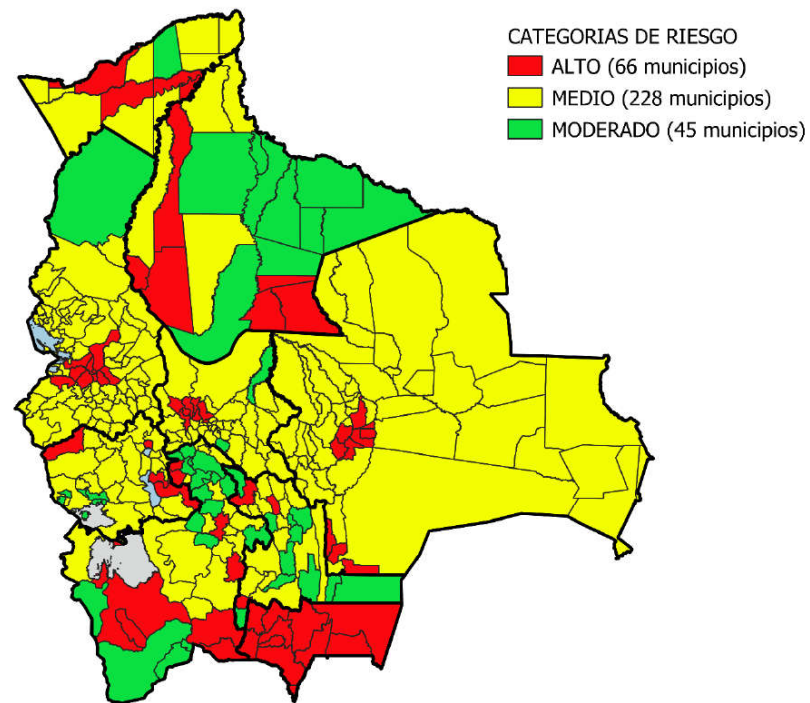 CATEGORIAS DE RIESGO
ALTO (66 municipios)
MEDIO (228 municipios)
MODERADO (45 municipios)